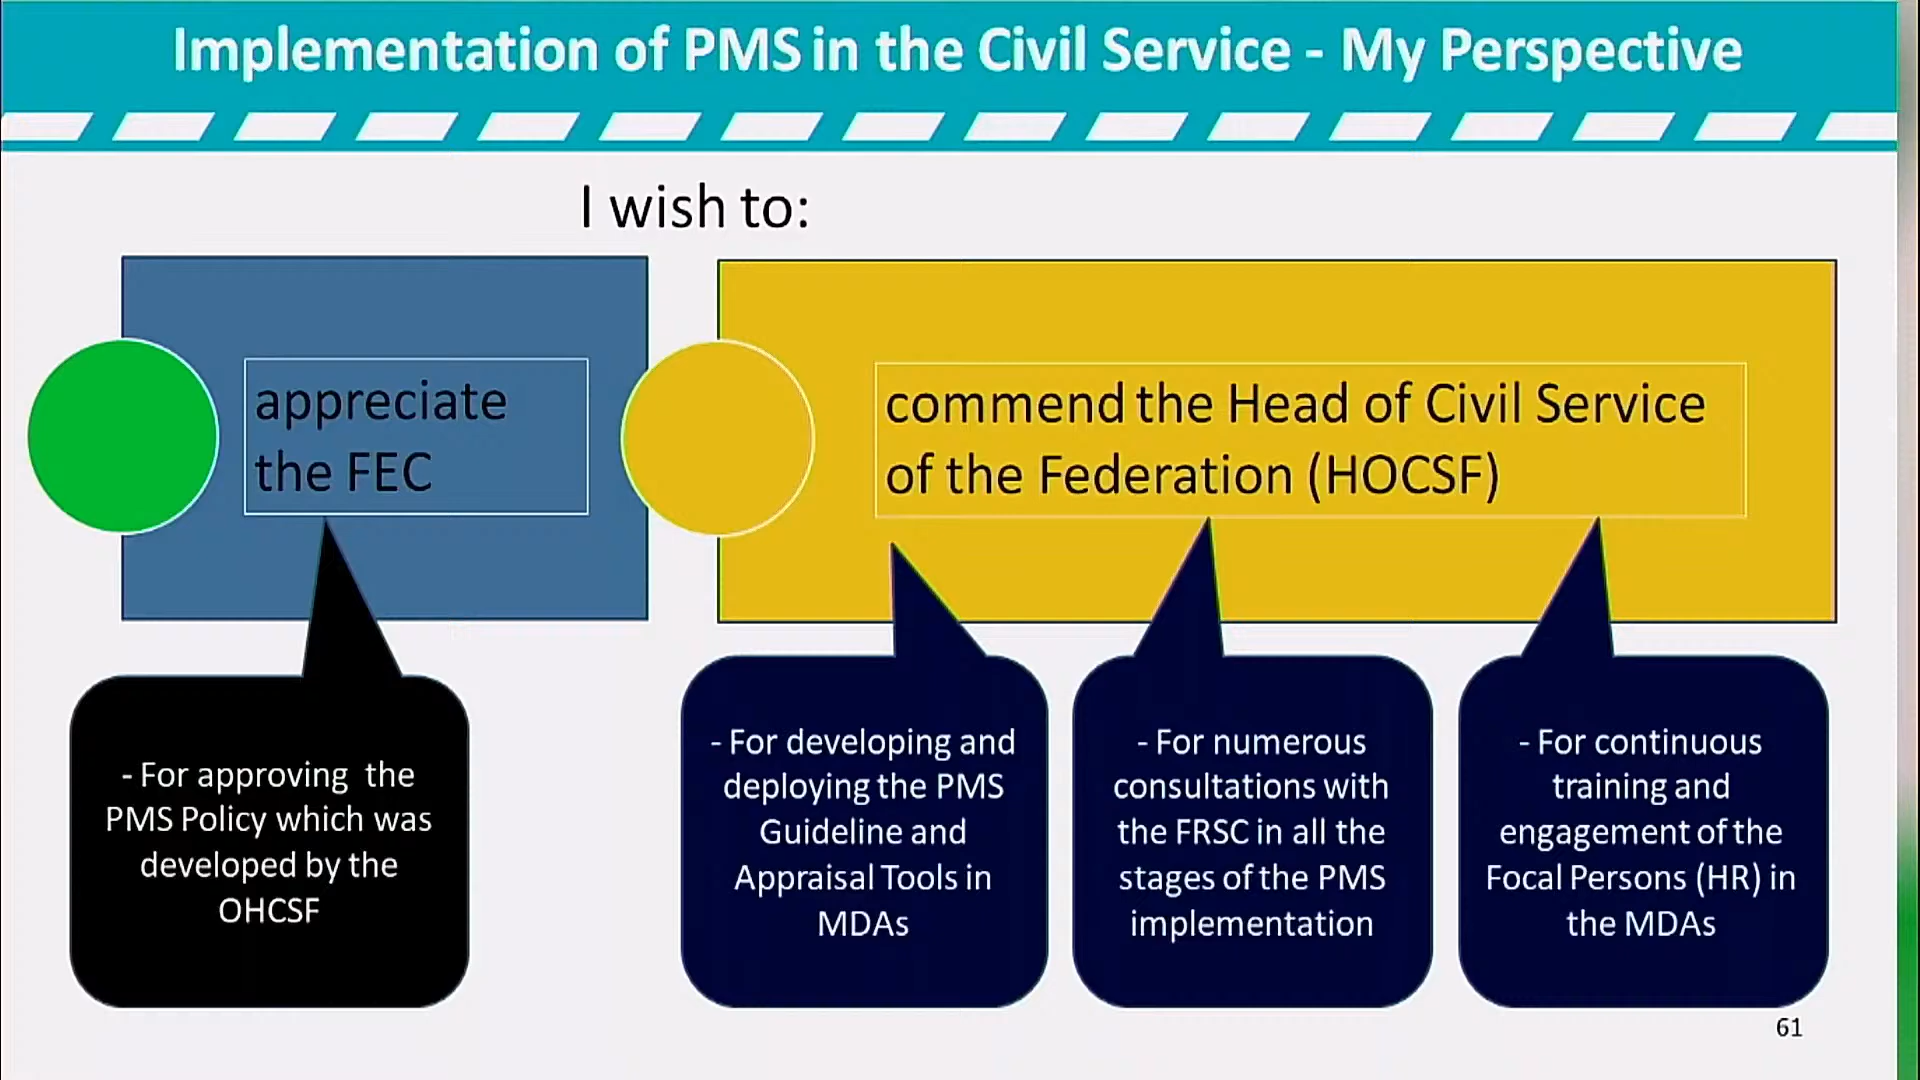 Implementation of PMS in the Civil Service - My Perspective
I wish to:
appreciate
the FEC
commend the Head of Civil Service
of the Federation (HOCSF)
- For approving the
PMS Policy which was
developed by the
OHCSF
- For developing and
deploying the PMS
Guideline and
Appraisal Tools in
MDAs
- For numerous
consultations with
the FRSC in all the
stages of the PMS
implementation
- For continuous
training and
engagement of the
Focal Persons (HR) in
the MDAs
61